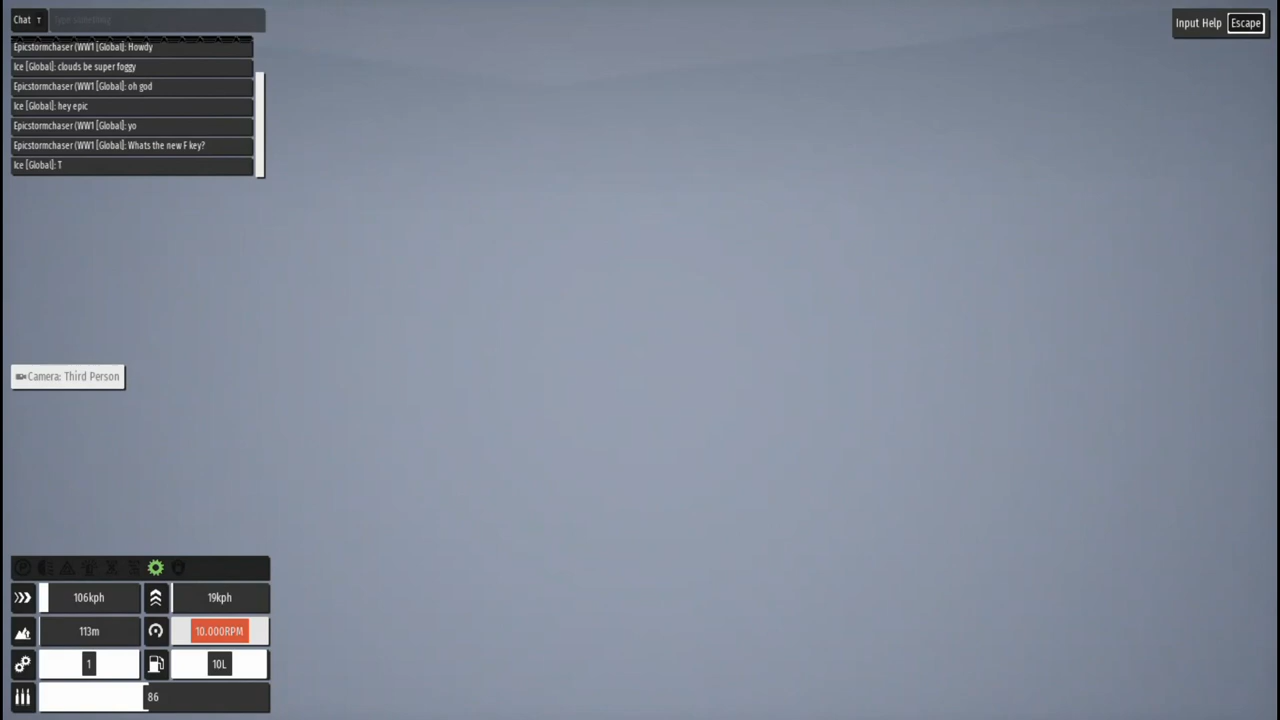 Chat T Type something
Input Help Escape
Epicstormchaser (WW1 [Global]: Howdy
Ice [Global]: clouds be super foggy
Epicstormchaser (WW1 [Global]: oh god
Ice [Global]: hey epic
Epicstormchaser (WW1 [Global]: yo
Epicstormchaser (WW1 [Global]: Whats the new F key?
Ice [Global]: T
Camera: Third Person
106kph 19kph
113m 10.000RPM
1 10L
86